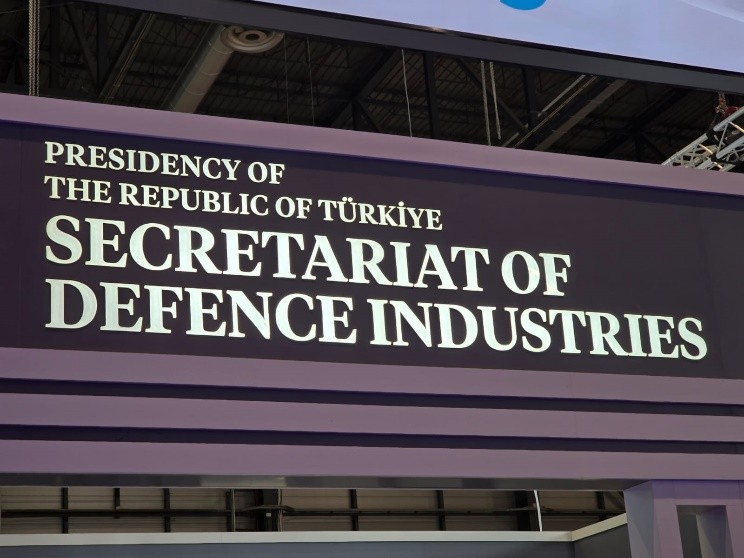 PRESIDENCY OF
THE REPUBLIC OF TÜRKİYE
SECRETARIAT OF
DEFENCE INDUSTRIES